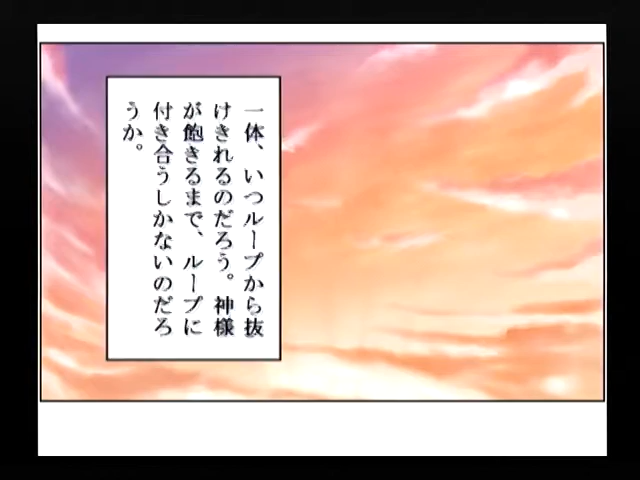 一体、いつループから抜
けきれるのだろう。神様
が飽きるまで、ループに
付き合うしかないのだろ
うか。